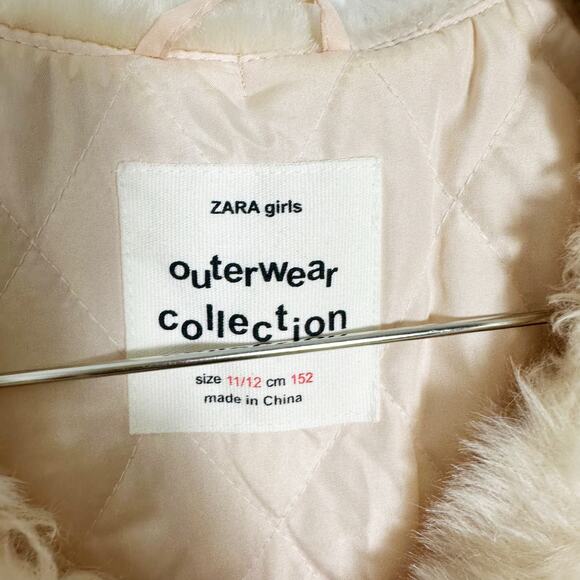 ZARA girls
outerwear
collection
size 11/12 cm 152
made in China